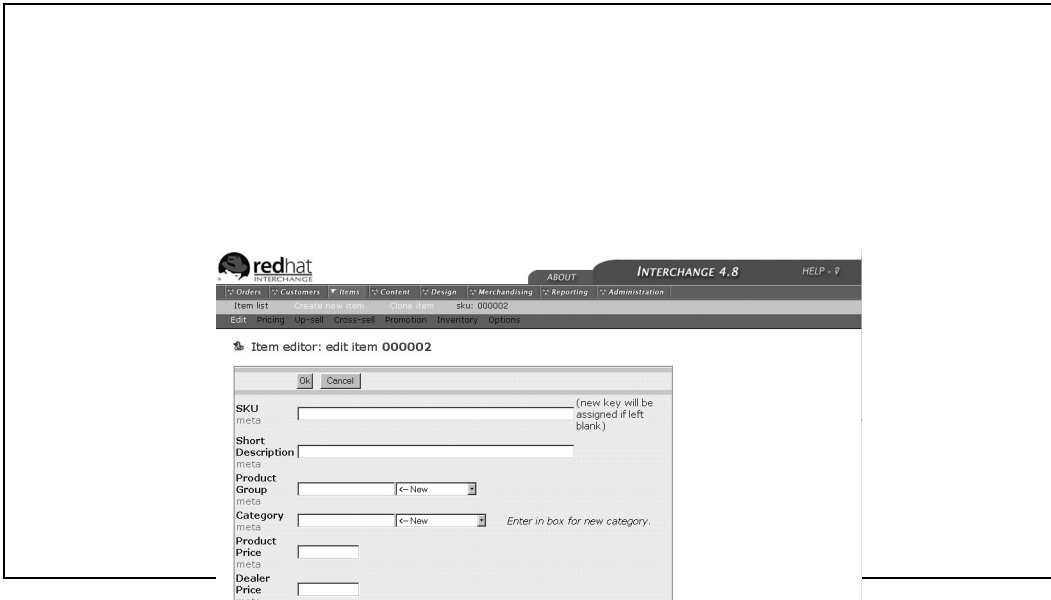 redhat
INTERCHANGE
ABOUT INTERCHANGE 4.8 HELP - ?
Orders Customers Items Content Design Merchandising Reporting Administration
Item list Create new item Clone item sku: 000002
Edit Pricing Up-sell Cross-sell Promotion Inventory Options
Item editor: edit item 000002
Ok Cancel
SKU
meta
(new key will be
assigned if left
blank)
Short
Description
meta
Product
Group
meta
<-- New
Category
meta
<-- New
Enter in box for new category.
Product
Price
meta
Dealer
Price
meta